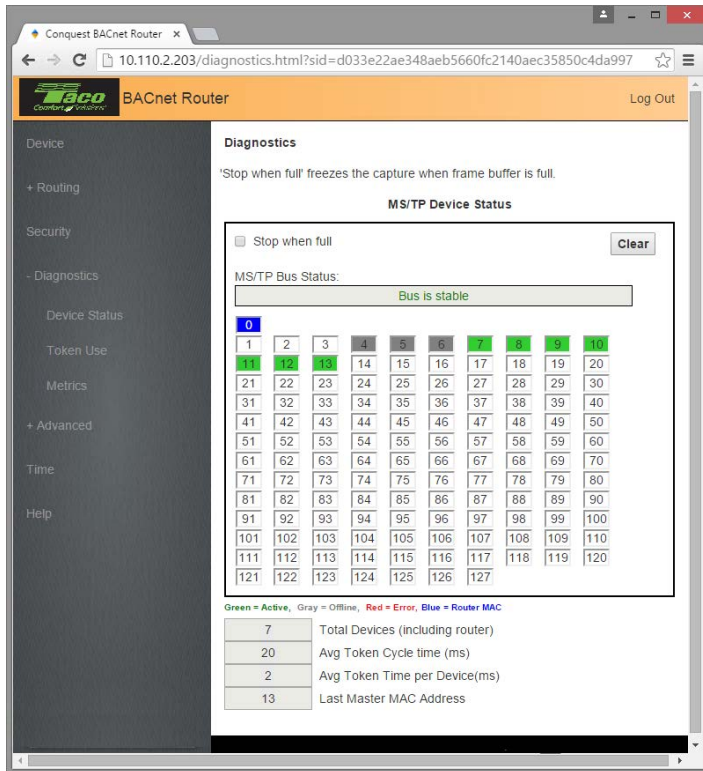 Conquest BACnet Router
10.110.2.203/diagnostics.html?sid=d033e22ae348aeb5660fc2140aec35850c4da997
Taco
BACnet Router
Log Out
Device
+ Routing
Security
- Diagnostics
Device Status
Token Use
Metrics
+ Advanced
Time
Help
Diagnostics
'Stop when full' freezes the capture when frame buffer is full.
MS/TP Device Status
Stop when full
Clear
MS/TP Bus Status:
Bus is stable
0
1 2 3 4 5 6 7 8 9 10
11 12 13 14 15 16 17 18 19 20
21 22 23 24 25 26 27 28 29 30
31 32 33 34 35 36 37 38 39 40
41 42 43 44 45 46 47 48 49 50
51 52 53 54 55 56 57 58 59 60
61 62 63 64 65 66 67 68 69 70
71 72 73 74 75 76 77 78 79 80
81 82 83 84 85 86 87 88 89 90
91 92 93 94 95 96 97 98 99 100
101 102 103 104 105 106 107 108 109 110
111 112 113 114 115 116 117 118 119 120
121 122 123 124 125 126 127
Green = Active, Gray = Offline, Red = Error, Blue = Router MAC
7 Total Devices (including router)
20 Avg Token Cycle time (ms)
2 Avg Token Time per Device(ms)
13 Last Master MAC Address